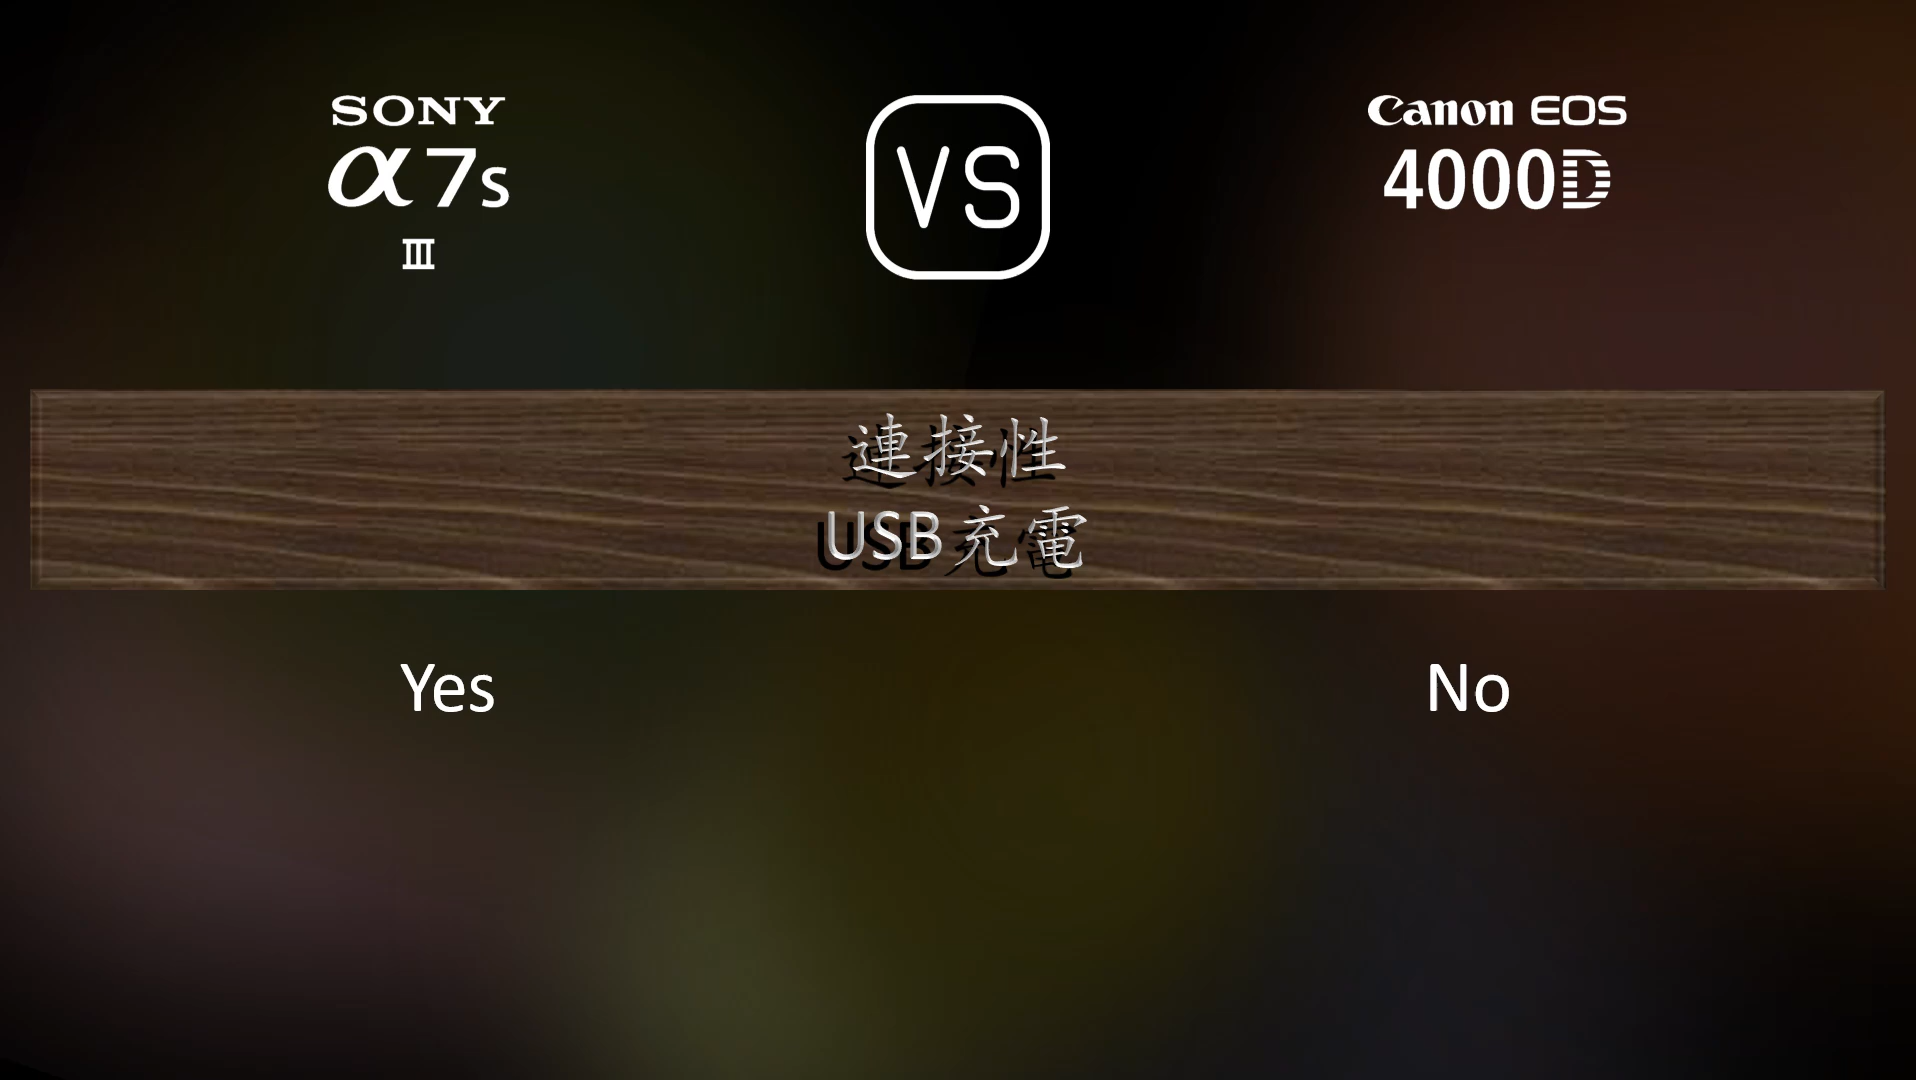 SONY
α7s
III
VS
Canon EOS
4000D
連接性
USB充電
Yes
No